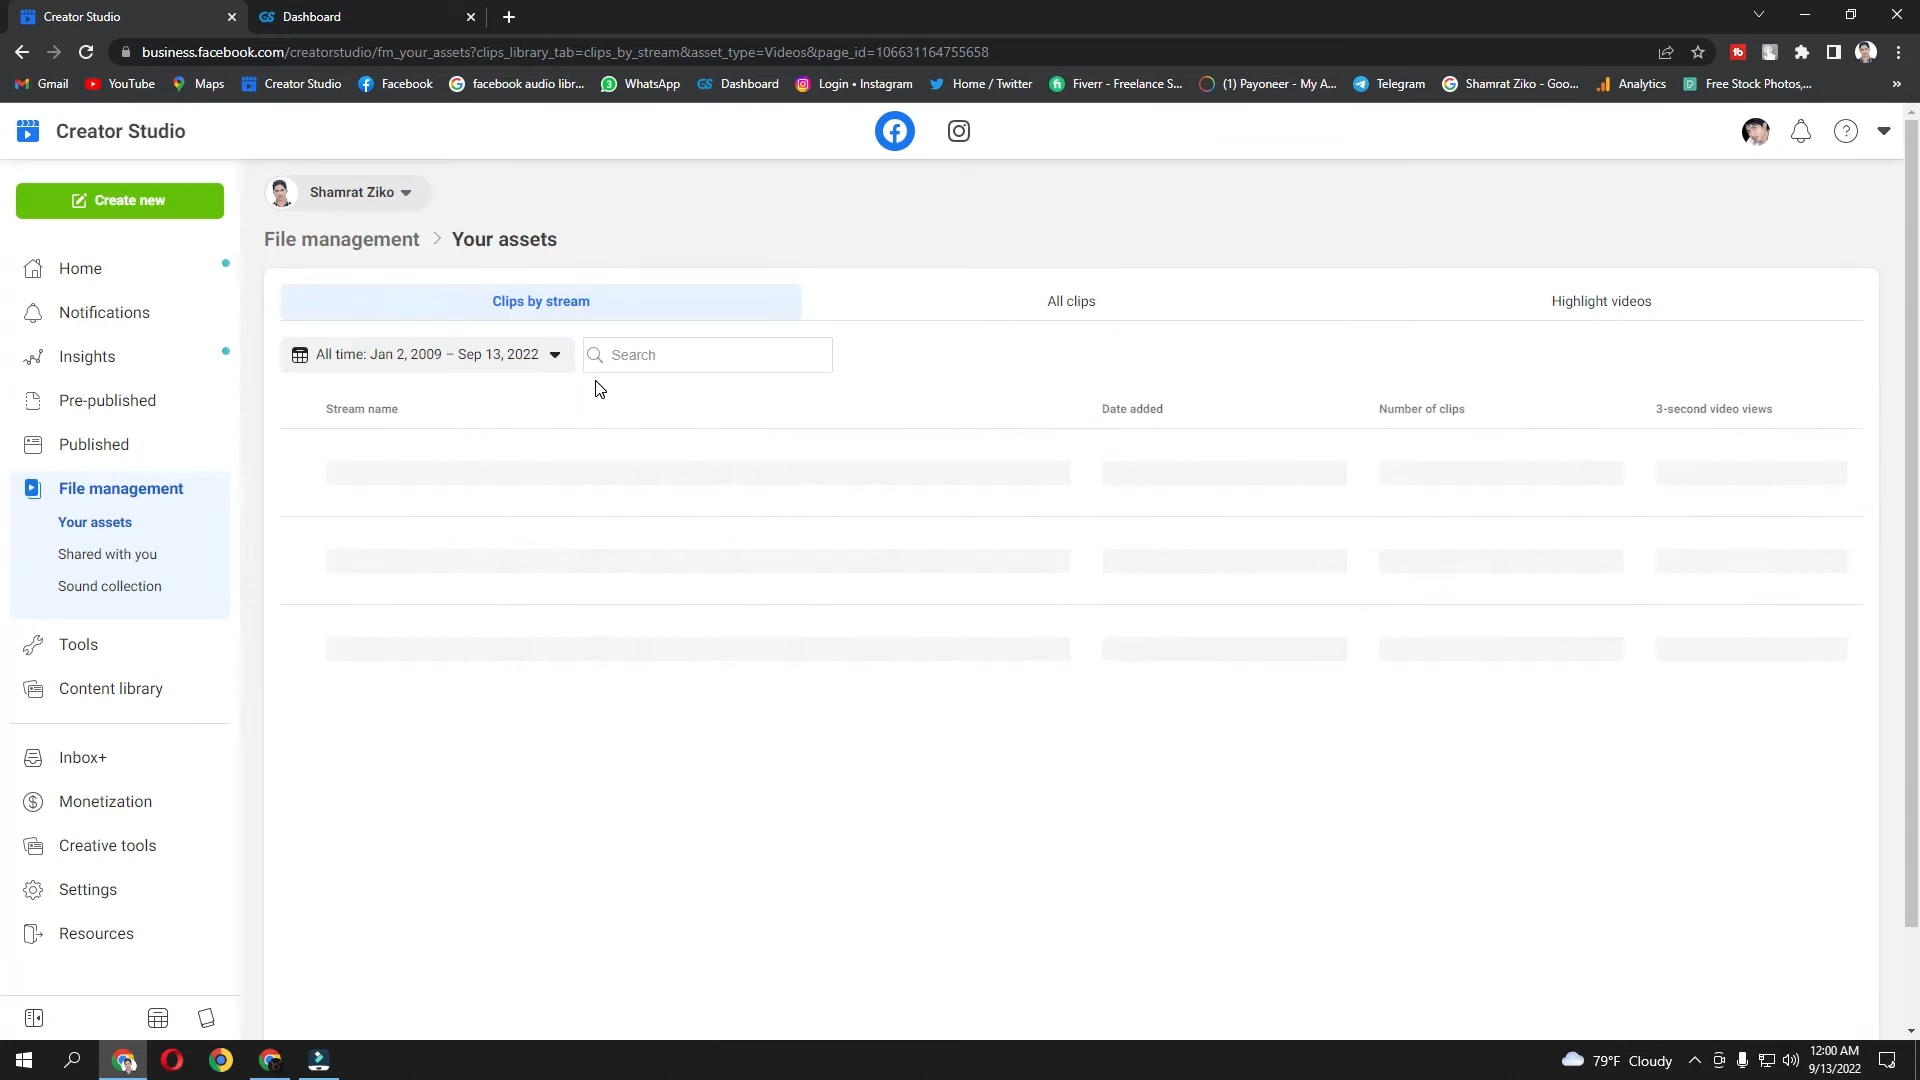 Creator Studio
Dashboard
business.facebook.com/creatorstudio/fm_your_assets?clips_library_tab=clips_by_stream&asset_type=Videos&page_id=106631164755658
Gmail YouTube Maps Creator Studio Facebook facebook audio libr... WhatsApp Dashboard Login • Instagram Home / Twitter Fiverr - Freelance S... (1) Payoneer - My A... Telegram Shamrat Ziko - Goo... Analytics Free Stock Photos,... »
Creator Studio
Create new
Shamrat Ziko
File management > Your assets
Home
Notifications
Insights
Pre-published
Published
File management
Your assets
Shared with you
Sound collection
Tools
Content library
Inbox+
Monetization
Creative tools
Settings
Resources
Clips by stream All clips Highlight videos
All time: Jan 2, 2009 – Sep 13, 2022 Search
Stream name Date added Number of clips 3-second video views
79°F Cloudy
12:00 AM
9/13/2022